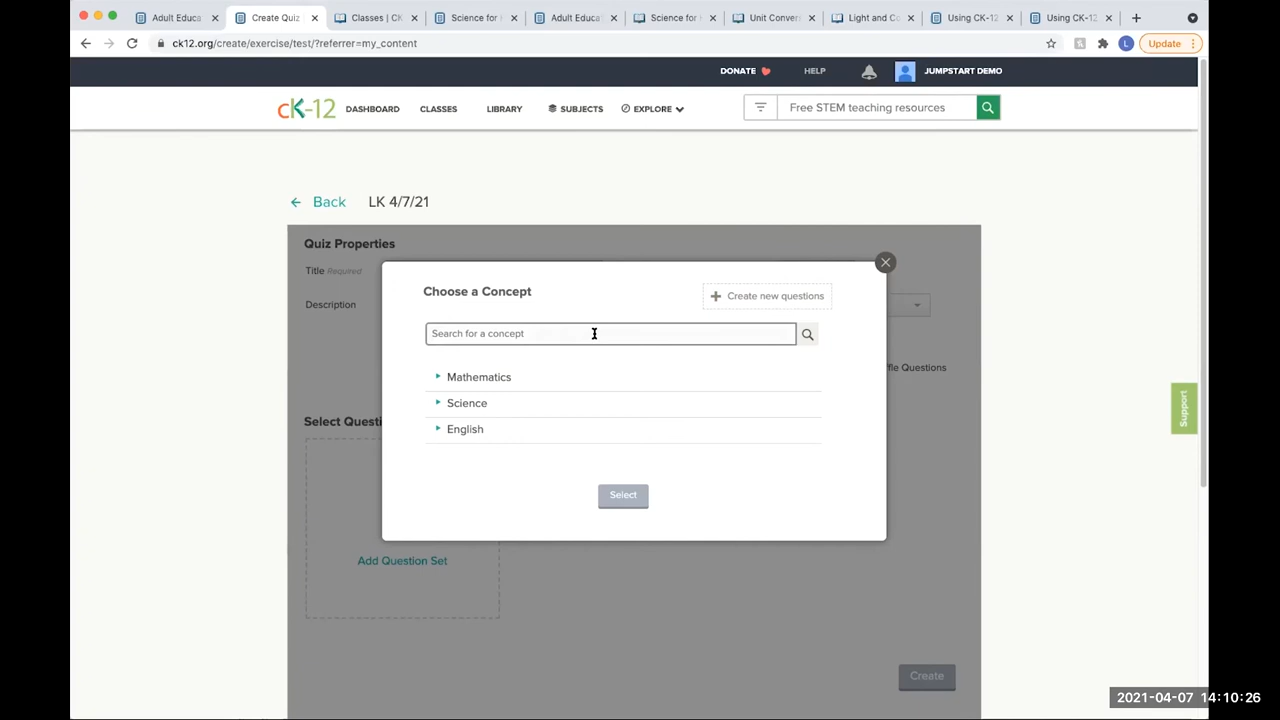 Adult Educa
Create Quiz
Classes | CK
Science for
Adult Educa
Science for
Unit Conver
Light and Co
Using CK-12
Using CK-12
ck12.org/create/exercise/test/?referrer=my_content
L
Update
DONATE
HELP
JUMPSTART DEMO
cK-12
DASHBOARD
CLASSES
LIBRARY
SUBJECTS
EXPLORE
Free STEM teaching resources
Back
LK 4/7/21
Quiz Properties
Title Required
Description
Choose a Concept
Create new questions
Search for a concept
Mathematics
Science
English
Select
ffle Questions
Select Questi
Add Question Set
Create
Support
2021-04-07 14:10:26